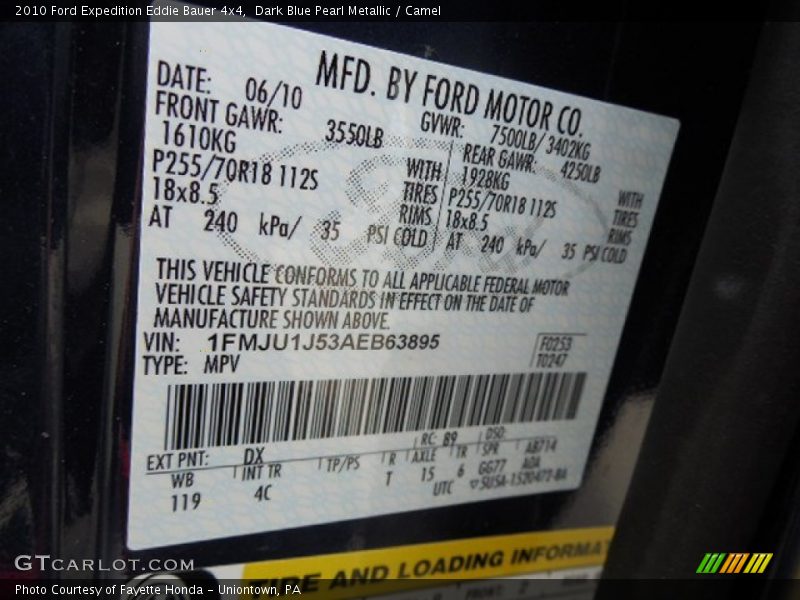 2010 Ford Expedition Eddie Bauer 4x4, Dark Blue Pearl Metallic / Camel
MFD. BY FORD MOTOR CO.
DATE: 06/10 GVWR: 7500LB/ 3402KG
FRONT GAWR: 3550LB REAR GAWR: 4250LB
1610KG WITH 1928KG WITH
P255/70R18 112S TIRES P255/70R18 112S TIRES
18x8.5 RIMS 18x8.5 RIMS
AT 240 kPa/ 35 PSI COLD AT 240 kPa/ 35 PSI COLD
THIS VEHICLE CONFORMS TO ALL APPLICABLE FEDERAL MOTOR
VEHICLE SAFETY STANDARDS IN EFFECT ON THE DATE OF
MANUFACTURE SHOWN ABOVE.
VIN: 1FMJU1J53AEB63895 F0253
TYPE: MPV T0247
EXT PNT: DX RC: 89 DSO: AB714
WB INT TR TP/PS R AXLE TR SPR ADA
119 4C T 15 6 GG77
UTC 5U5A-1520472-BA
TIRE AND LOADING INFORMAT
GTCARLOT.COM
Photo Courtesy of Fayette Honda - Uniontown, PA